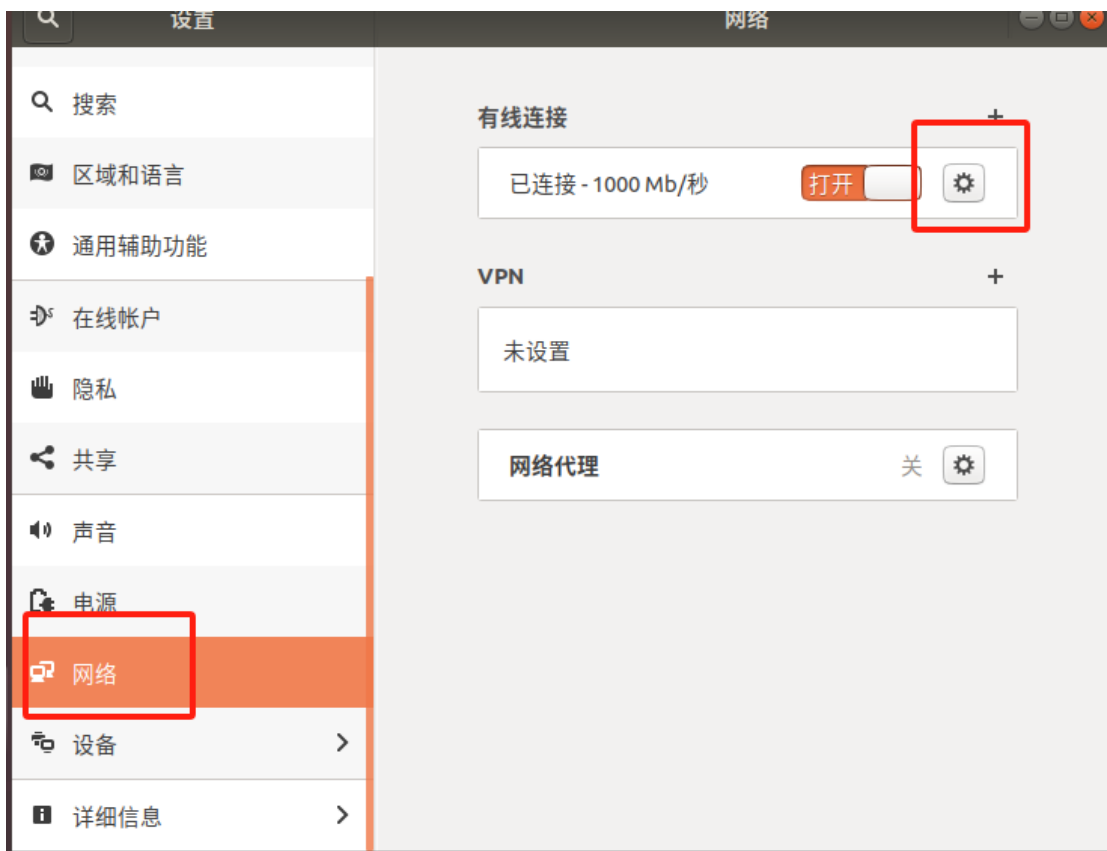 设置
网络
搜索
区域和语言
通用辅助功能
在线帐户
隐私
共享
声音
电源
网络
设备
详细信息
有线连接
已连接 - 1000 Mb/秒
打开
VPN
未设置
网络代理
关